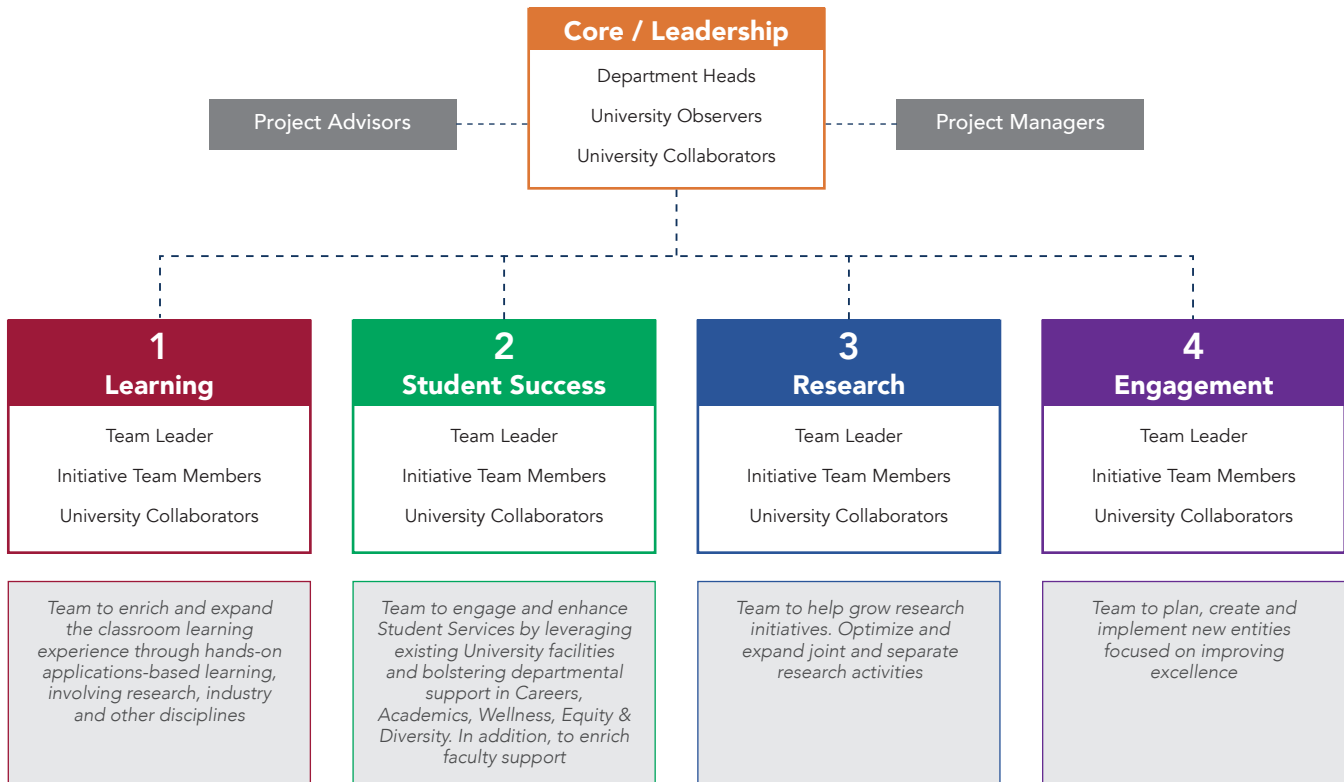 Core / Leadership
Department Heads
University Observers
University Collaborators
Project Advisors
Project Managers
1
Learning
Team Leader
Initiative Team Members
University Collaborators
Team to enrich and expand
the classroom learning
experience through hands-on
applications-based learning,
involving research, industry
and other disciplines
2
Student Success
Team Leader
Initiative Team Members
University Collaborators
Team to engage and enhance
Student Services by leveraging
existing University facilities
and bolstering departmental
support in Careers,
Academics, Wellness, Equity &
Diversity. In addition, to enrich
faculty support
3
Research
Team Leader
Initiative Team Members
University Collaborators
Team to help grow research
initiatives. Optimize and
expand joint and separate
research activities
4
Engagement
Team Leader
Initiative Team Members
University Collaborators
Team to plan, create and
implement new entities
focused on improving
excellence